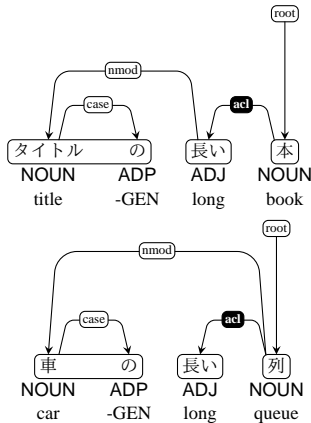 root
nmod
case
acl
タイトル の 長い 本
NOUN ADP ADJ NOUN
title -GEN long book
root
nmod
case
acl
車 の 長い 列
NOUN ADP ADJ NOUN
car -GEN long queue